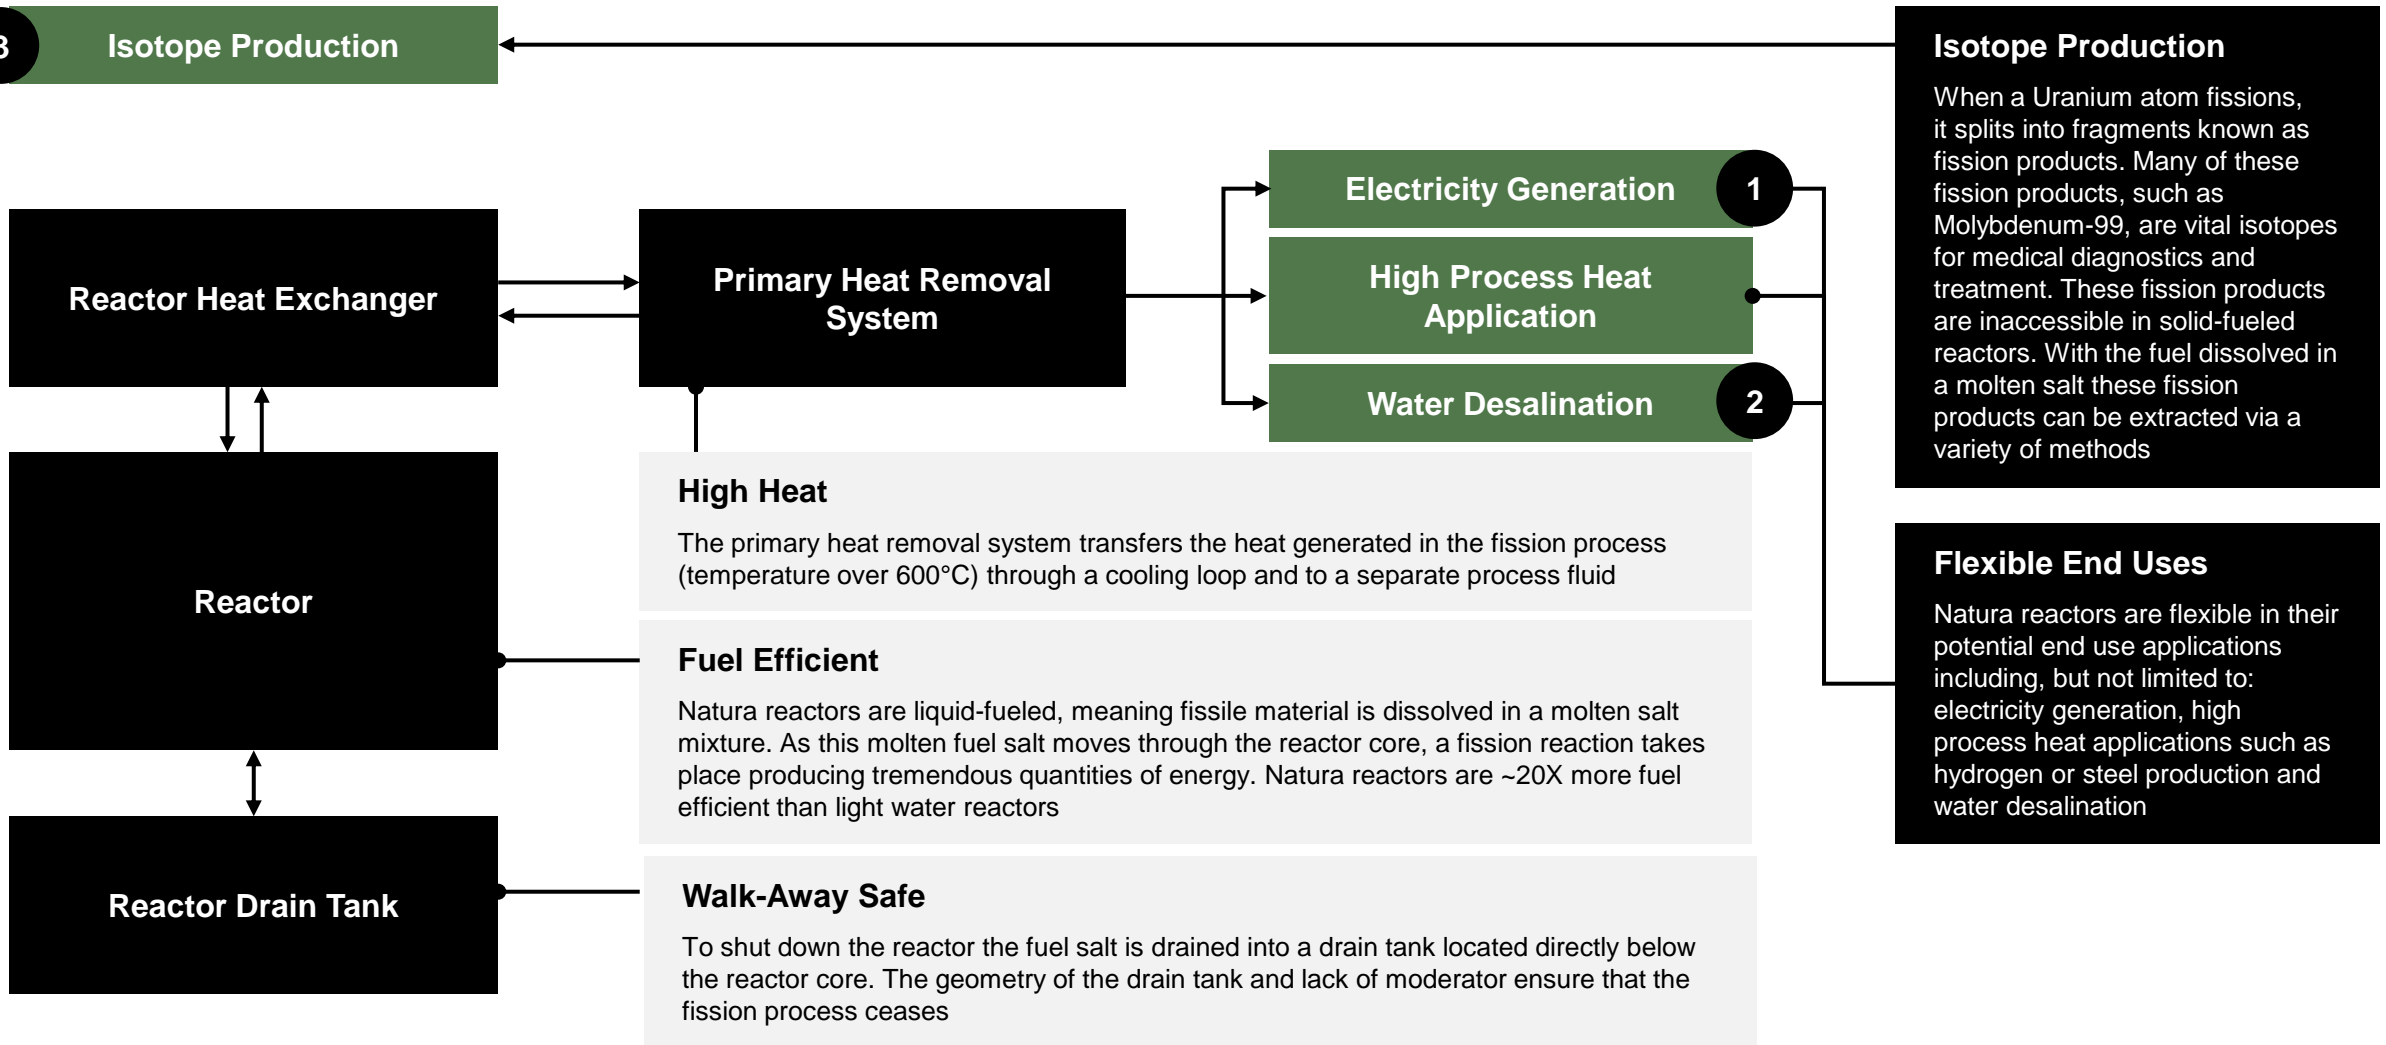 Isotope Production
Electricity Generation
1
Reactor Heat Exchanger
Primary Heat Removal
System
High Process Heat
Application
Water Desalination
2
Reactor
High Heat
The primary heat removal system transfers the heat generated in the fission process
(temperature over 600°C) through a cooling loop and to a separate process fluid
Fuel Efficient
Natura reactors are liquid-fueled, meaning fissile material is dissolved in a molten salt
mixture. As this molten fuel salt moves through the reactor core, a fission reaction takes
place producing tremendous quantities of energy. Natura reactors are ~20X more fuel
efficient than light water reactors
Reactor Drain Tank
Walk-Away Safe
To shut down the reactor the fuel salt is drained into a drain tank located directly below
the reactor core. The geometry of the drain tank and lack of moderator ensure that the
fission process ceases
Isotope Production
When a Uranium atom fissions,
it splits into fragments known as
fission products. Many of these
fission products, such as
Molybdenum-99, are vital isotopes
for medical diagnostics and
treatment. These fission products
are inaccessible in solid-fueled
reactors. With the fuel dissolved in
a molten salt these fission
products can be extracted via a
variety of methods
Flexible End Uses
Natura reactors are flexible in their
potential end use applications
including, but not limited to:
electricity generation, high
process heat applications such as
hydrogen or steel production and
water desalination